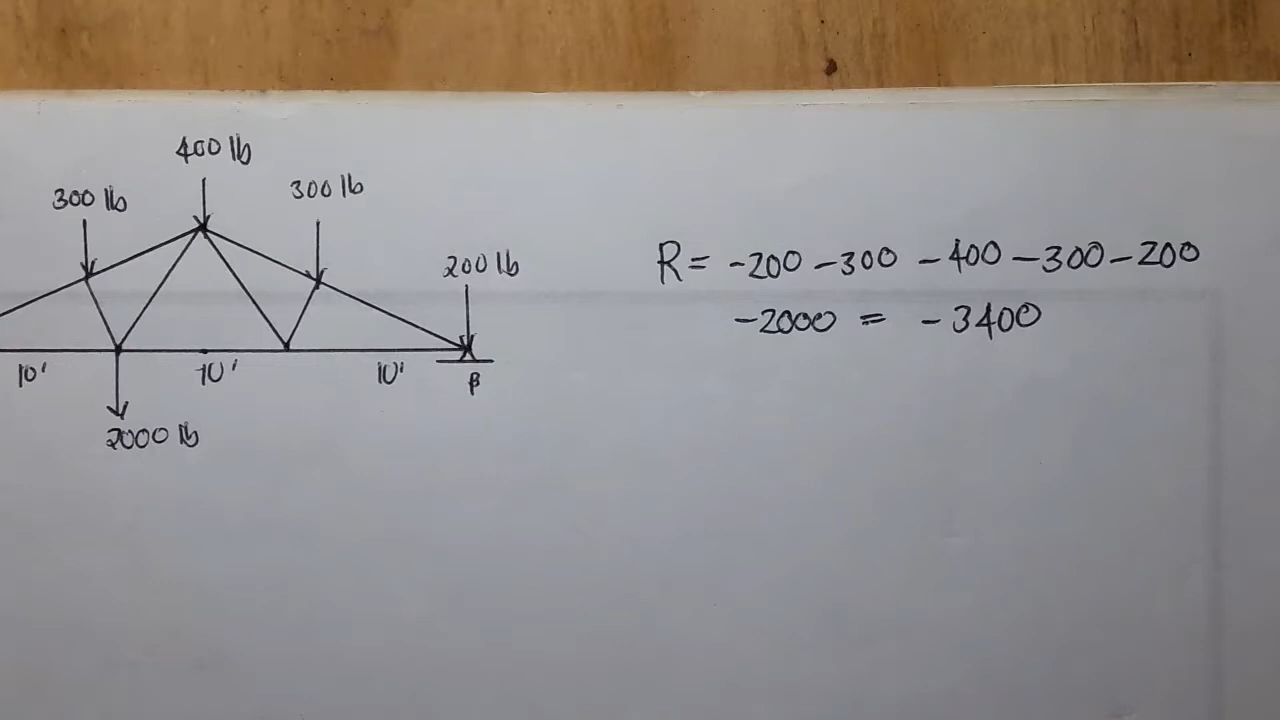 400 lb
300 lb
300 lb
200 lb
10'
10'
10'
B
2000 lb
R = -200 -300 -400 -300 -200
-2000 = -3400